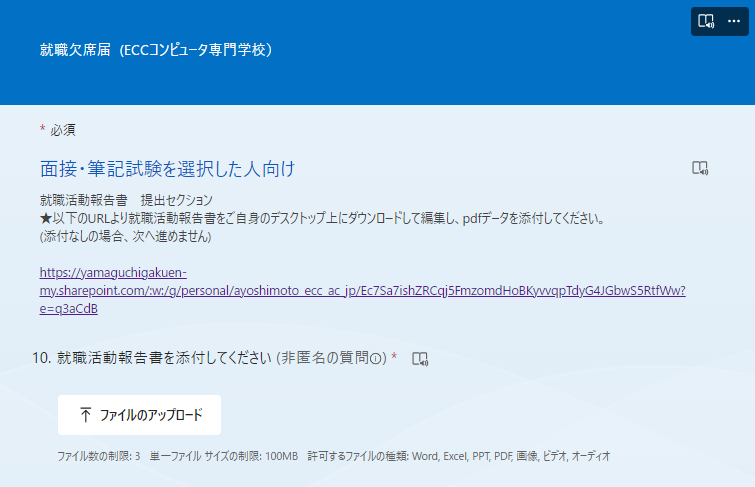 就職欠席届 (ECCコンピュータ専門学校)
* 必須
面接・筆記試験を選択した人向け
就職活動報告書　提出セクション
★以下のURLより就職活動報告書をご自身のデスクトップ上にダウンロードして編集し、pdfデータを添付してください。
(添付なしの場合、次へ進めません)
https://yamaguchigakuen-
my.sharepoint.com/:w:/g/personal/ayoshimoto_ecc_ac_jp/Ec7Sa7ishZRCqj5FmzomdHoBKyvvqpTdyG4JGbwS5RtfWw?
e=q3aCdB
10. 就職活動報告書を添付してください (非匿名の質問) *
ファイルのアップロード
ファイル数の制限: 3　単一ファイル サイズの制限: 100MB　許可するファイルの種類: Word, Excel, PPT, PDF, 画像, ビデオ, オーディオ